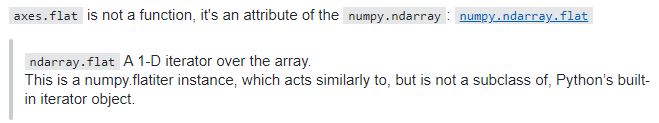 axes.flat is not a function, it's an attribute of the numpy.ndarray: numpy.ndarray.flat
ndarray.flat A 1-D iterator over the array.
This is a numpy.flatiter instance, which acts similarly to, but is not a subclass of, Python’s built-
in iterator object.